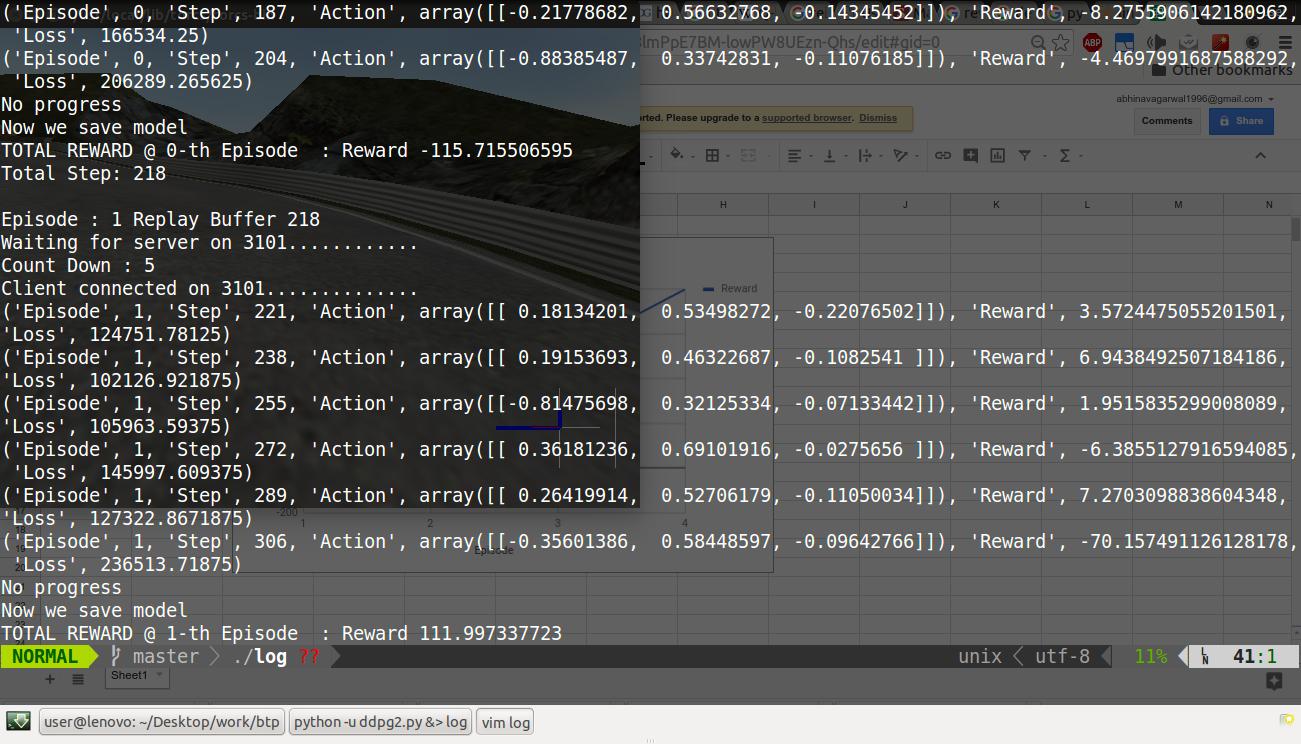 ('Episode', 0, 'Step', 187, 'Action', array([[-0.21778682, 0.56632768, -0.14345452]]), 'Reward', -8.2755906142180962,
'Loss', 166534.25)
('Episode', 0, 'Step', 204, 'Action', array([[-0.88385487, 0.33742831, -0.11076185]]), 'Reward', -4.4697991687588292,
'Loss', 206289.265625)
No progress
Now we save model
TOTAL REWARD @ 0-th Episode  : Reward -115.715506595
Total Step: 218
Episode : 1 Replay Buffer 218
Waiting for server on 3101............
Count Down : 5
Client connected on 3101..............
('Episode', 1, 'Step', 221, 'Action', array([[ 0.18134201, 0.53498272, -0.22076502]]), 'Reward', 3.5724475055201501,
'Loss', 124751.78125)
('Episode', 1, 'Step', 238, 'Action', array([[ 0.19153693, 0.46322687, -0.1082541 ]]), 'Reward', 6.9438492507184186,
'Loss', 102126.921875)
('Episode', 1, 'Step', 255, 'Action', array([[-0.81475698, 0.32125334, -0.07133442]]), 'Reward', 1.9515835299008089,
'Loss', 105963.59375)
('Episode', 1, 'Step', 272, 'Action', array([[ 0.36181236, 0.69101916, -0.0275656 ]]), 'Reward', -6.3855127916594085,
'Loss', 145997.609375)
('Episode', 1, 'Step', 289, 'Action', array([[ 0.26419914, 0.52706179, -0.11050034]]), 'Reward', 7.2703098838604348,
'Loss', 127322.8671875)
('Episode', 1, 'Step', 306, 'Action', array([[-0.35601386, 0.58448597, -0.09642766]]), 'Reward', -70.157491126128178,
'Loss', 236513.71875)
No progress
Now we save model
TOTAL REWARD @ 1-th Episode  : Reward 111.997337723
NORMAL master ./log ?? unix utf-8 11% LN 41:1
lmPpE7BM-lowPW8UEzn-Qhs/edit#gid=0
ABP
Other bookmarks
abhinavagarwal1996@gmail.com
Please upgrade to a supported browser. Dismiss
Comments Share
H I J K L M N
Reward
-200
1 2 3 4
Episode
Sheet1
user@lenovo: ~/Desktop/work/btp
python -u ddpg2.py &> log
vim log